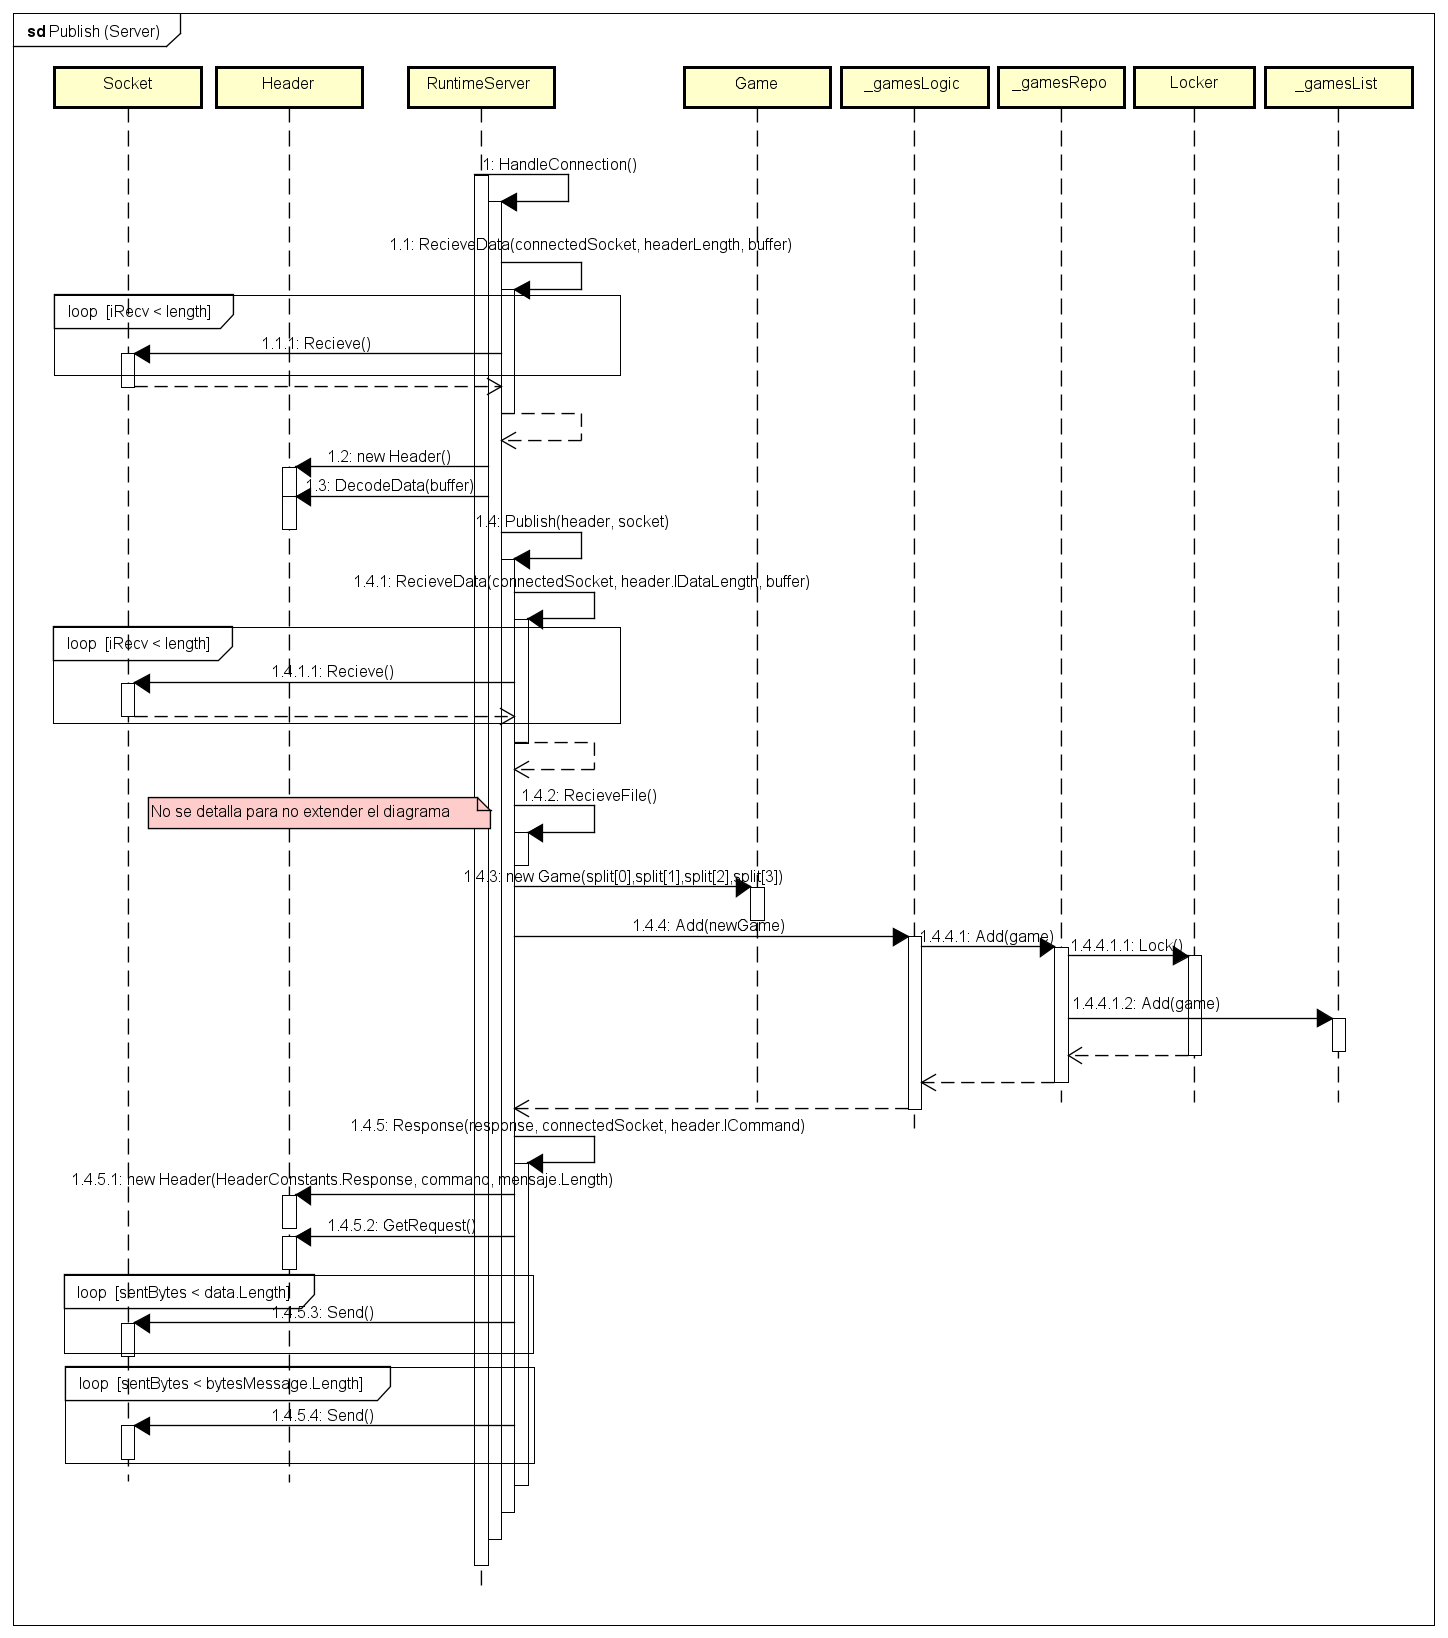 sd Publish (Server)
Socket
Header
RuntimeServer
Game
_gamesLogic
_gamesRepo
Locker
_gamesList
1: HandleConnection()
1.1: RecieveData(connectedSocket, headerLength, buffer)
loop [iRecv < length]
1.1.1: Recieve()
1.2: new Header()
1.3: DecodeData(buffer)
1.4: Publish(header, socket)
1.4.1: RecieveData(connectedSocket, header.IDataLength, buffer)
loop [iRecv < length]
1.4.1.1: Recieve()
1.4.2: RecieveFile()
No se detalla para no extender el diagrama
1.4.3: new Game(split[0],split[1],split[2],split[3])
1.4.4: Add(newGame)
1.4.4.1: Add(game)
1.4.4.1.1: Lock()
1.4.4.1.2: Add(game)
1.4.5: Response(response, connectedSocket, header.ICommand)
1.4.5.1: new Header(HeaderConstants.Response, command, mensaje.Length)
1.4.5.2: GetRequest()
loop [sentBytes < data.Length]
1.4.5.3: Send()
loop [sentBytes < bytesMessage.Length]
1.4.5.4: Send()